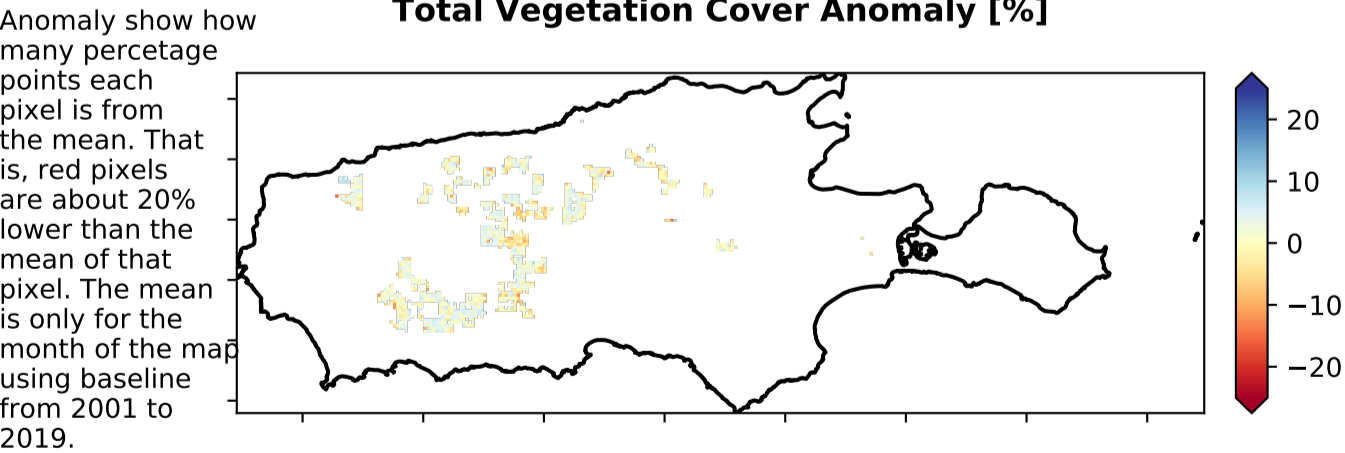 Total Vegetation Cover Anomaly [%]
Anomaly show how
many percetage
points each
pixel is from
the mean. That
is, red pixels
are about 20%
lower than the
mean of that
pixel. The mean
is only for the
month of the map
using baseline
from 2001 to
2019.
20
10
0
−10
−20